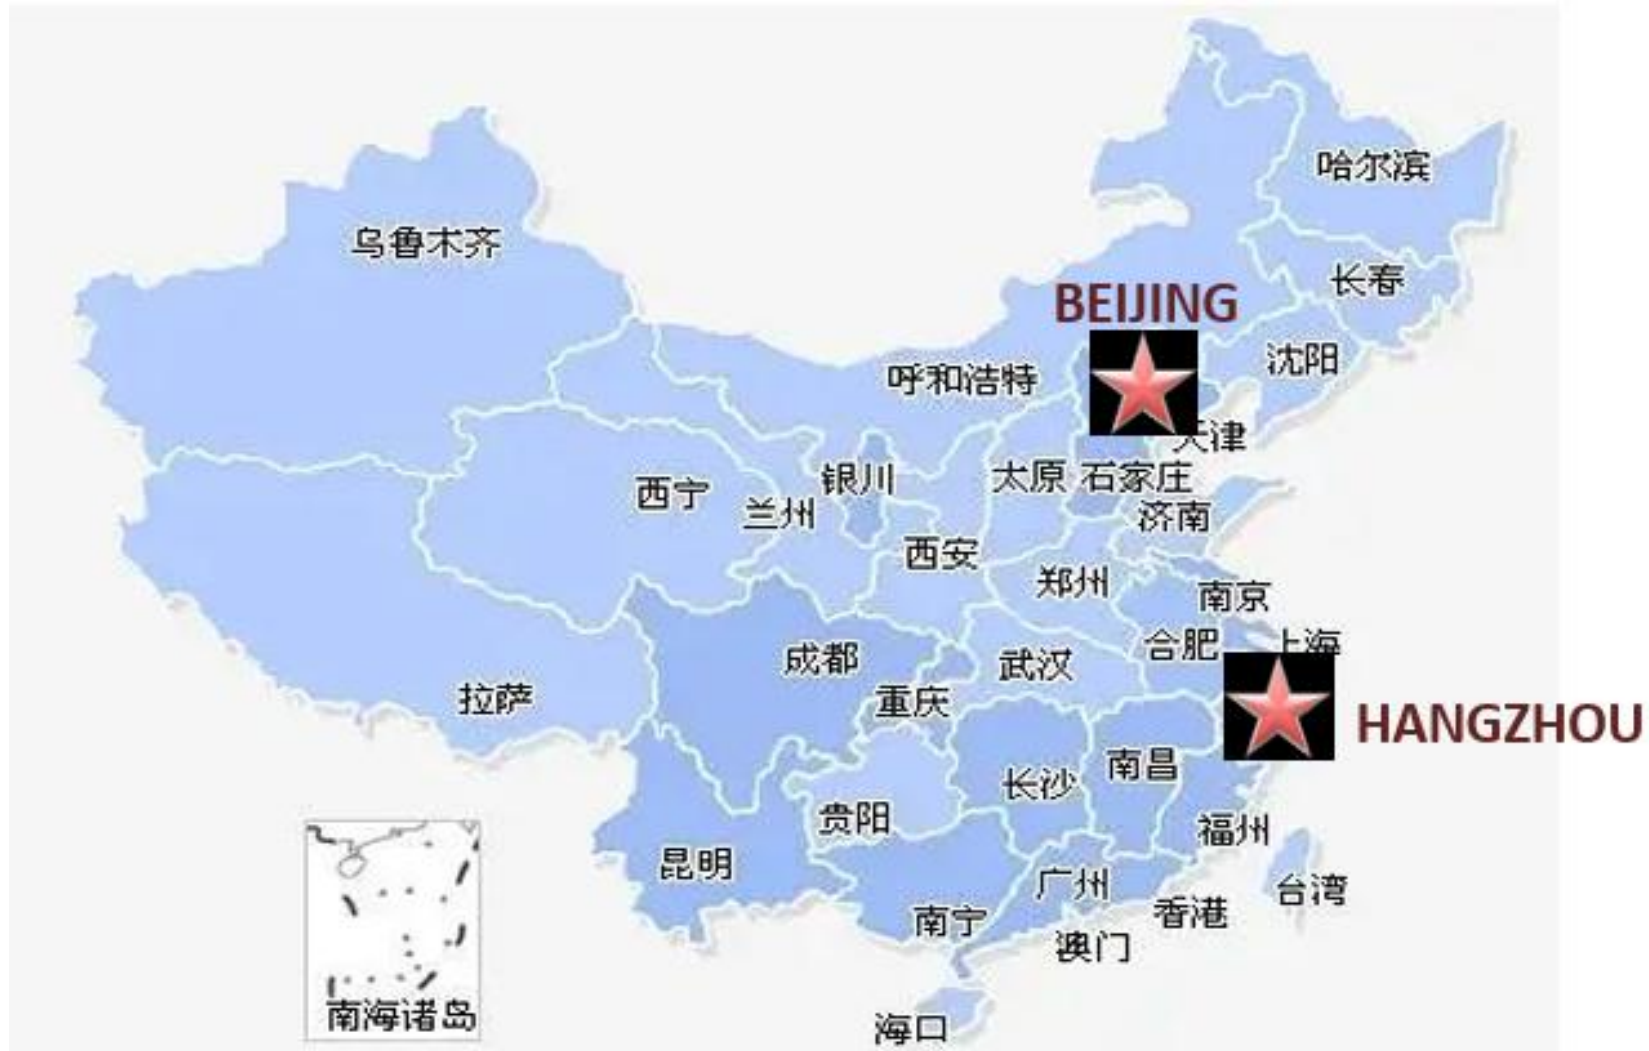 哈尔滨
乌鲁木齐
长春
BEIJING
沈阳
呼和浩特
天津
银川
太原
石家庄
西宁
兰州
济南
西安
郑州
南京
合肥
上海
成都
武汉
拉萨
重庆
HANGZHOU
南昌
长沙
贵阳
福州
昆明
广州
台湾
香港
南宁
澳门
南海诸岛
海口